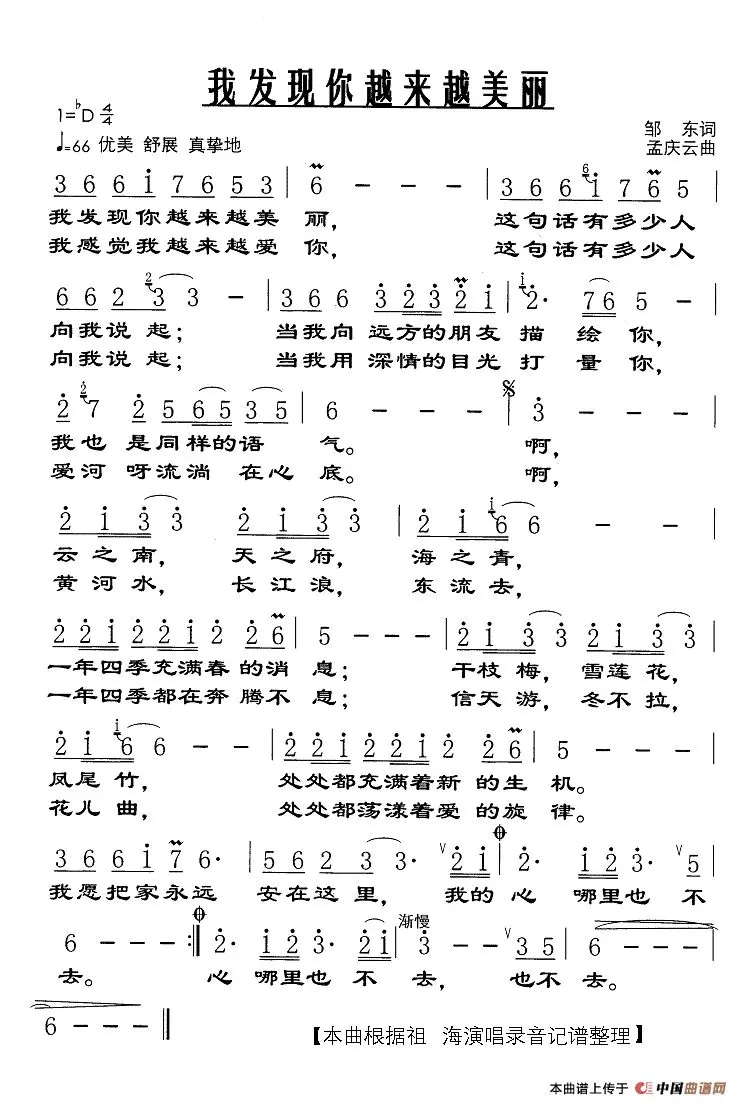 我发现你越来越美丽
1=♭D 4/4
♩=66 优美 舒展 真挚地
邹 东词
孟庆云曲
3 6 6 i 7 6 5 3 | 6 - - - | 3 6 6 i 7 6 5
我发现你越来越美 丽， 这句话有多少人
我感觉我越来越爱 你， 这句话有多少人
6 6 2 3 3 - | 3 6 6 3 2 3 2 i | 2· 7 6 5 -
向我说 起； 当我向 远方的朋友 描 绘 你，
向我说 起； 当我用 深情的目光 打 量 你，
2 7 2 5 6 5 3 5 | 6 - - - | 3 - -
我也 是同样的语 气。 啊，
爱河 呀流淌 在心 底。 啊，
2 i 3 3 2 i 3 3 | 2 i 6 6 - -
云之南， 天之府， 海之青，
黄河水， 长江浪， 东流去，
2 2 i 2 2 i 2 2 6 | 5 - - - | 2 i 3 3 2 i 3 3
一年四季充满春 的消 息； 干枝 梅， 雪莲 花，
一年四季都在奔 腾不 息； 信天 游， 冬不 拉，
2 i 6 6 - - | 2 2 i 2 2 i 2 2 6 | 5 - - -
凤尾 竹， 处处都充满着新 的生 机。
花儿 曲， 处处都荡漾着爱 的旋 律。
3 6 6 i 7 6· | 5 6 2 3 3· 2 i | 2· i 2 3 - 5
我愿把家永远 安在这 里， 我的 心 哪里也 不
渐慢
6 - - - :‖ 2· i 2 3· 2 i | 3 - - 3 5 | 6 - - -
去。 心 哪里也 不 去， 也不 去。
6 - - - ‖
【本曲根据祖 海演唱录音记谱整理】
本曲谱上传于 中国曲谱网